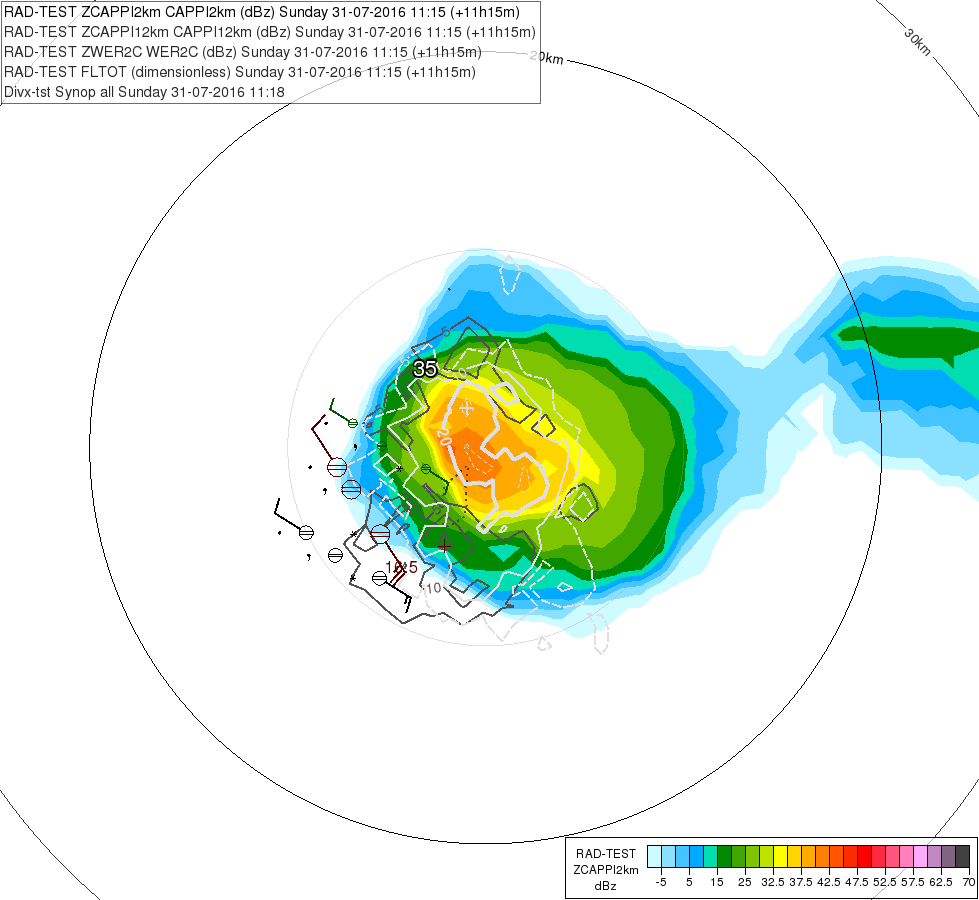 RAD-TEST ZCAPPI2km CAPPI2km (dBz) Sunday 31-07-2016 11:15 (+11h15m)
RAD-TEST ZCAPPI12km CAPPI12km (dBz) Sunday 31-07-2016 11:15 (+11h15m)
RAD-TEST ZWER2C WER2C (dBz) Sunday 31-07-2016 11:15 (+11h15m)
RAD-TEST FLTOT (dimensionless) Sunday 31-07-2016 11:15 (+11h15m)
Divx-tst Synop all Sunday 31-07-2016 11:18
30km
20km
5
35
20
10
RAD-TEST
ZCAPPI2km
dBz
-5 5 15 25 32.5 37.5 42.5 47.5 52.5 57.5 62.5 70